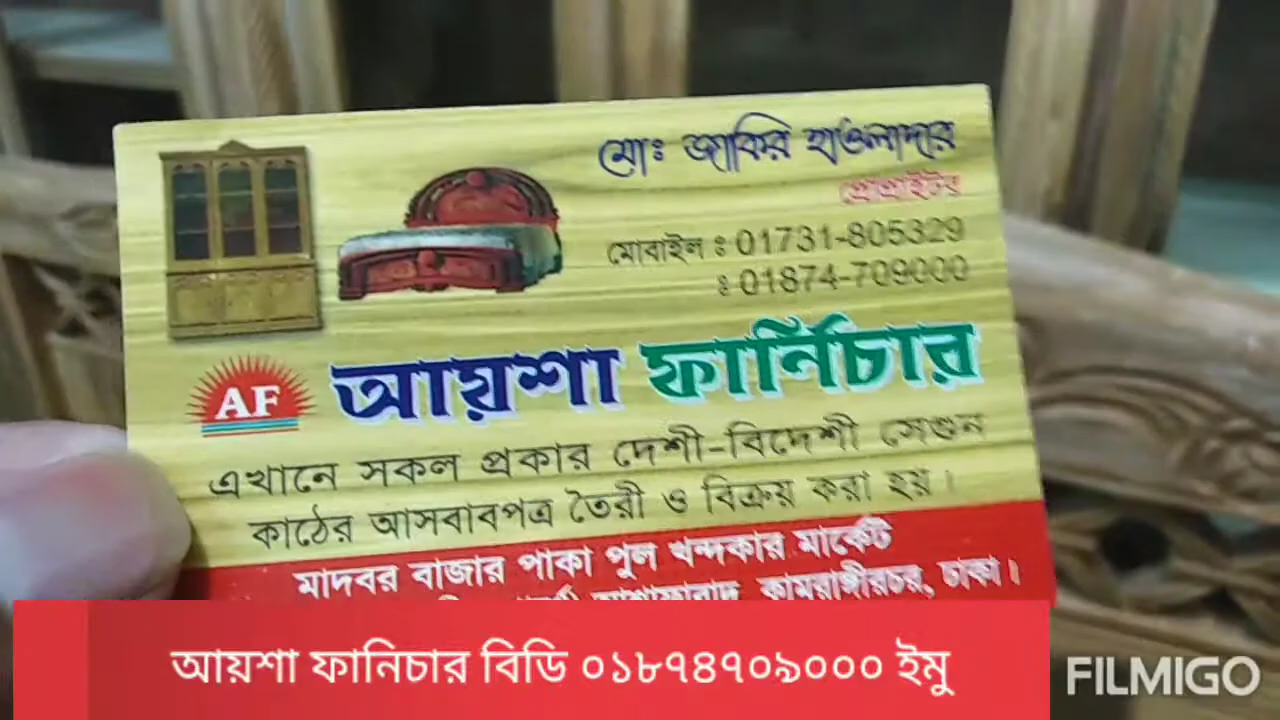 মোঃ জাকির হাওলাদার
প্রোপ্রাইটর
মোবাইল : 01731-805329
: 01874-709000
AF
আয়শা ফার্নিচার
এখানে সকল প্রকার দেশী-বিদেশী সেগুন
কাঠের আসবাবপত্র তৈরী ও বিক্রয় করা হয়।
মাদবর বাজার পাকা পুল খন্দকার মার্কেট
আশ্রাফাবাদ, কামরাঙ্গীরচর, ঢাকা।
আয়শা ফানিচার বিডি ০১৮৭৪৭০৯০০০ ইমু
FILMIGO